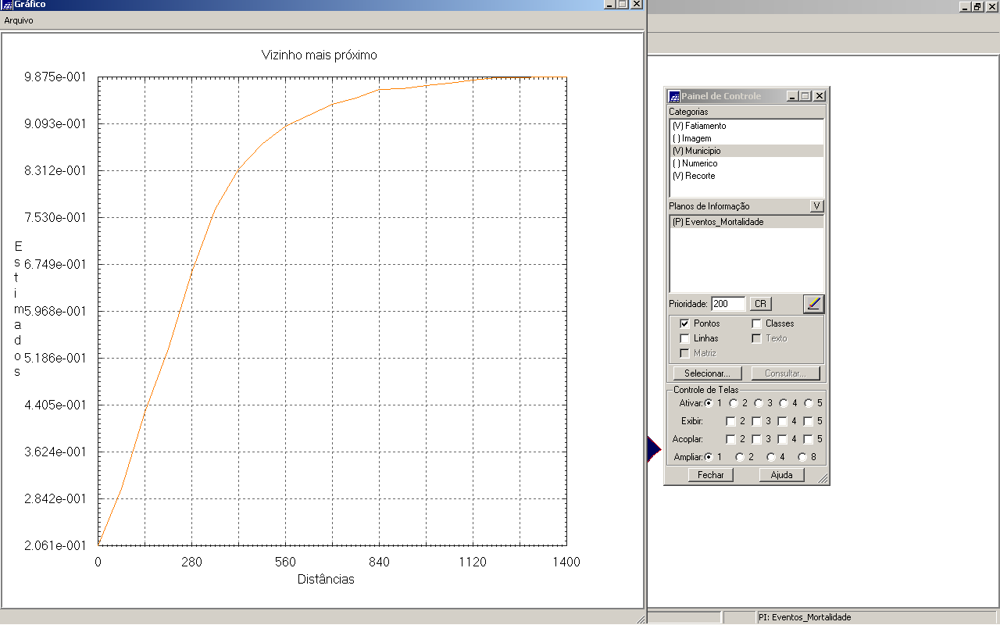 Gráfico
Arquivo
Vizinho mais próximo
9.875e-001
9.093e-001
8.312e-001
7.530e-001
6.749e-001
5.968e-001
5.186e-001
4.405e-001
3.624e-001
2.842e-001
2.061e-001
Estimados
0 280 560 840 1120 1400
Distâncias
Painel de Controle
Categorias
(V) Fatiamento
( ) Imagem
(V) Municipio
( ) Numerico
(V) Recorte
Planos de Informação V
(P) Eventos_Mortalidade
Prioridade: 200 CR
Pontos Classes
Linhas Texto
Matriz
Selecionar... Consultar...
Controle de Telas
Ativar: 1 2 3 4 5
Exibir: 2 3 4 5
Acoplar: 2 3 4 5
Ampliar: 1 2 4 8
Fechar Ajuda
PI: Eventos_Mortalidade